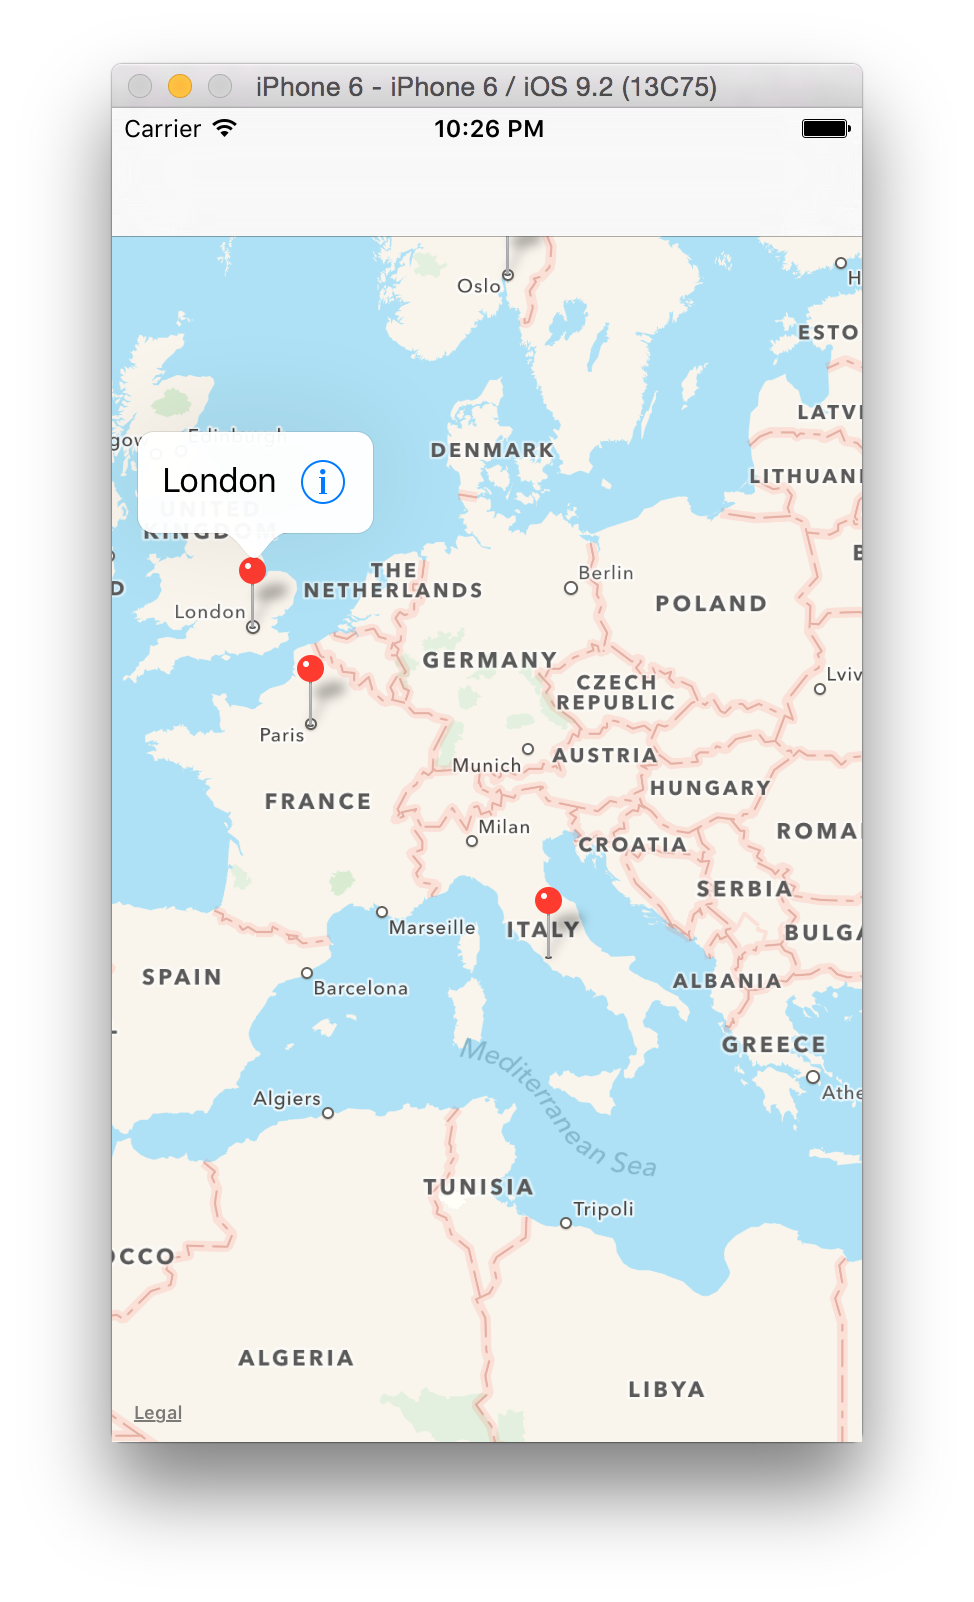 iPhone 6 - iPhone 6 / iOS 9.2 (13C75)
Carrier
10:26 PM
Oslo
H
ESTO
LATVI
DENMARK
LITHUANI
gow
Edinburgh
London
i
UNITED
KINGDOM
THE
NETHERLANDS
D
Berlin
POLAND
London
GERMANY
CZECH
REPUBLIC
Lviv
Paris
Munich
AUSTRIA
HUNGARY
FRANCE
Milan
CROATIA
ROMA
SERBIA
Marseille
ITALY
BULGA
SPAIN
Barcelona
ALBANIA
GREECE
Mediterranean Sea
Algiers
Athe
TUNISIA
Tripoli
OCCO
ALGERIA
LIBYA
Legal